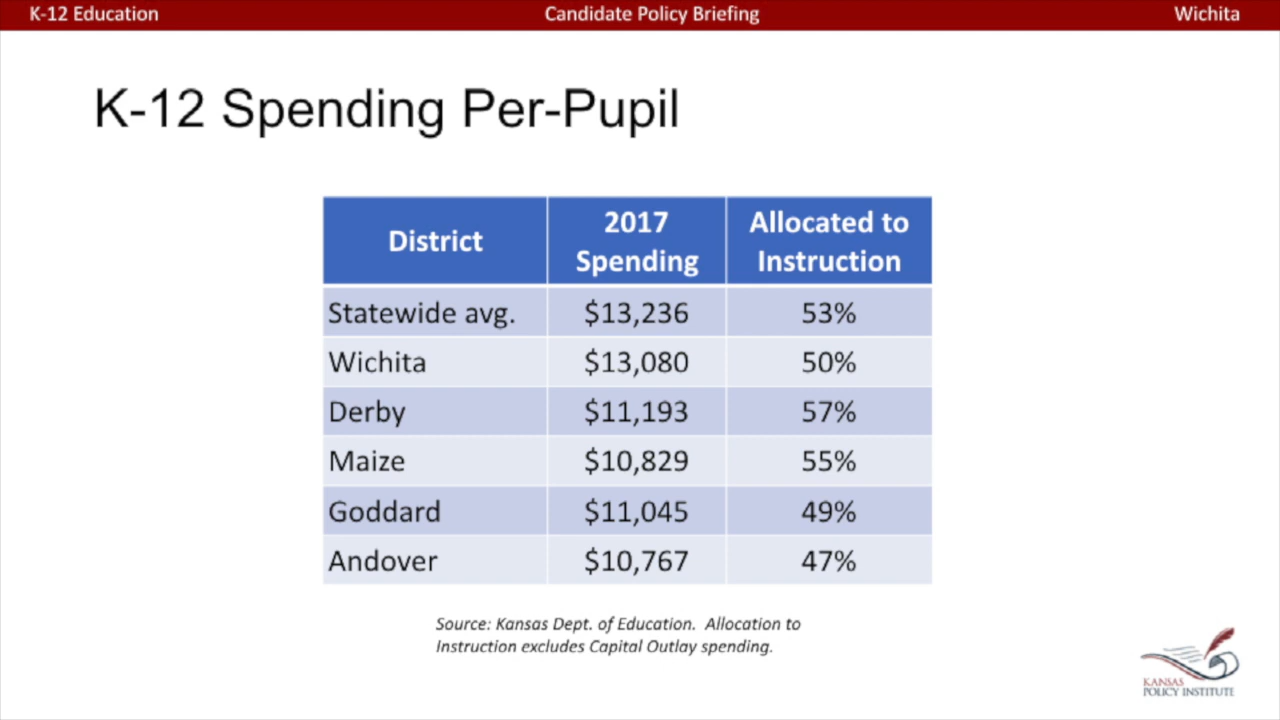 K-12 Education Candidate Policy Briefing Wichita
K-12 Spending Per-Pupil
District 2017 Spending Allocated to Instruction
Statewide avg. $13,236 53%
Wichita $13,080 50%
Derby $11,193 57%
Maize $10,829 55%
Goddard $11,045 49%
Andover $10,767 47%
Source: Kansas Dept. of Education.  Allocation to
Instruction excludes Capital Outlay spending.
KANSAS
POLICY INSTITUTE